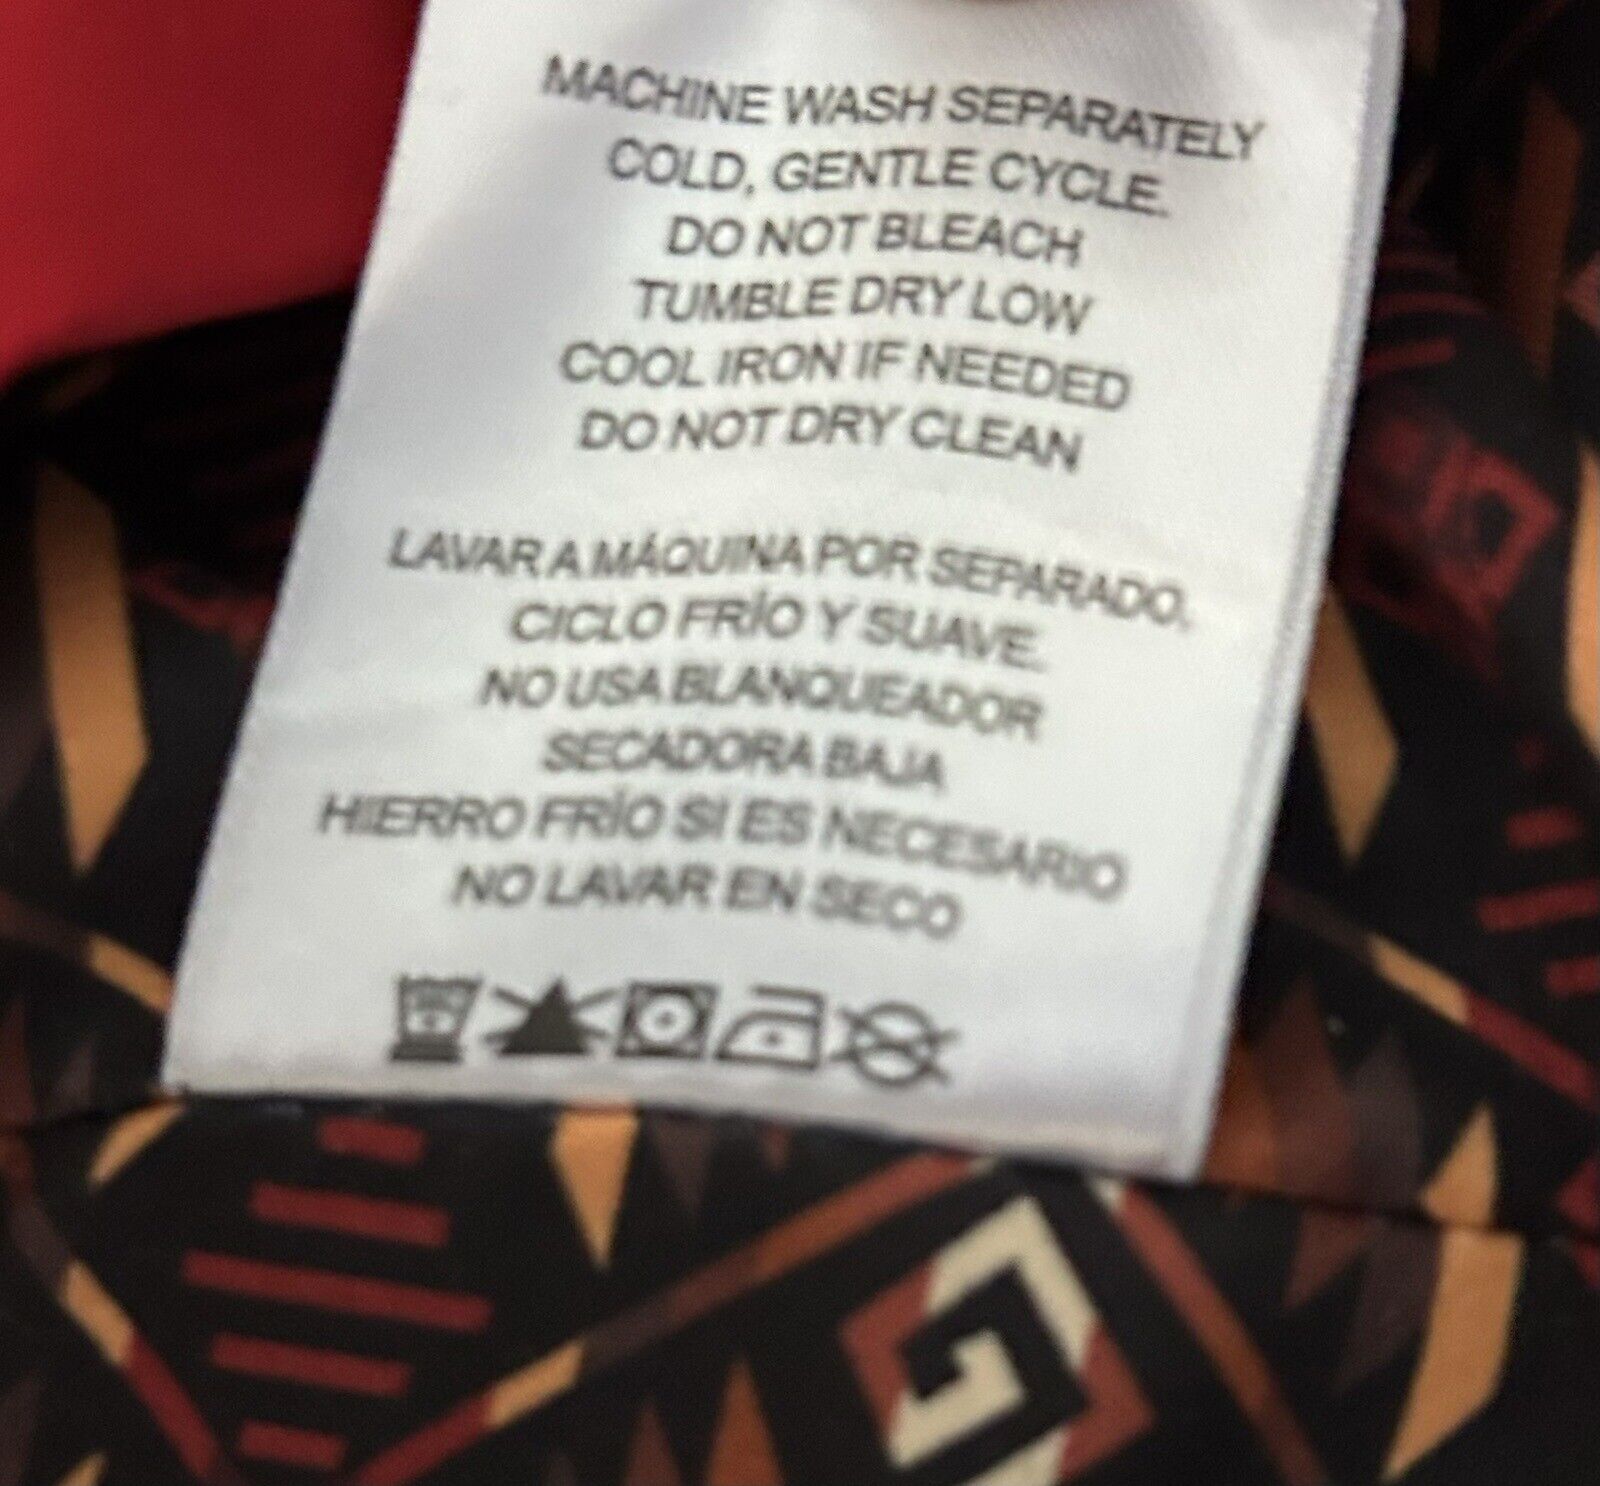 MACHINE WASH SEPARATELY
COLD, GENTLE CYCLE.
DO NOT BLEACH
TUMBLE DRY LOW
COOL IRON IF NEEDED
DO NOT DRY CLEAN
LAVAR A MÁQUINA POR SEPARADO,
CICLO FRÍO Y SUAVE.
NO USA BLANQUEADOR
SECADORA BAJA
HIERRO FRÍO SI ES NECESARIO
NO LAVAR EN SECO